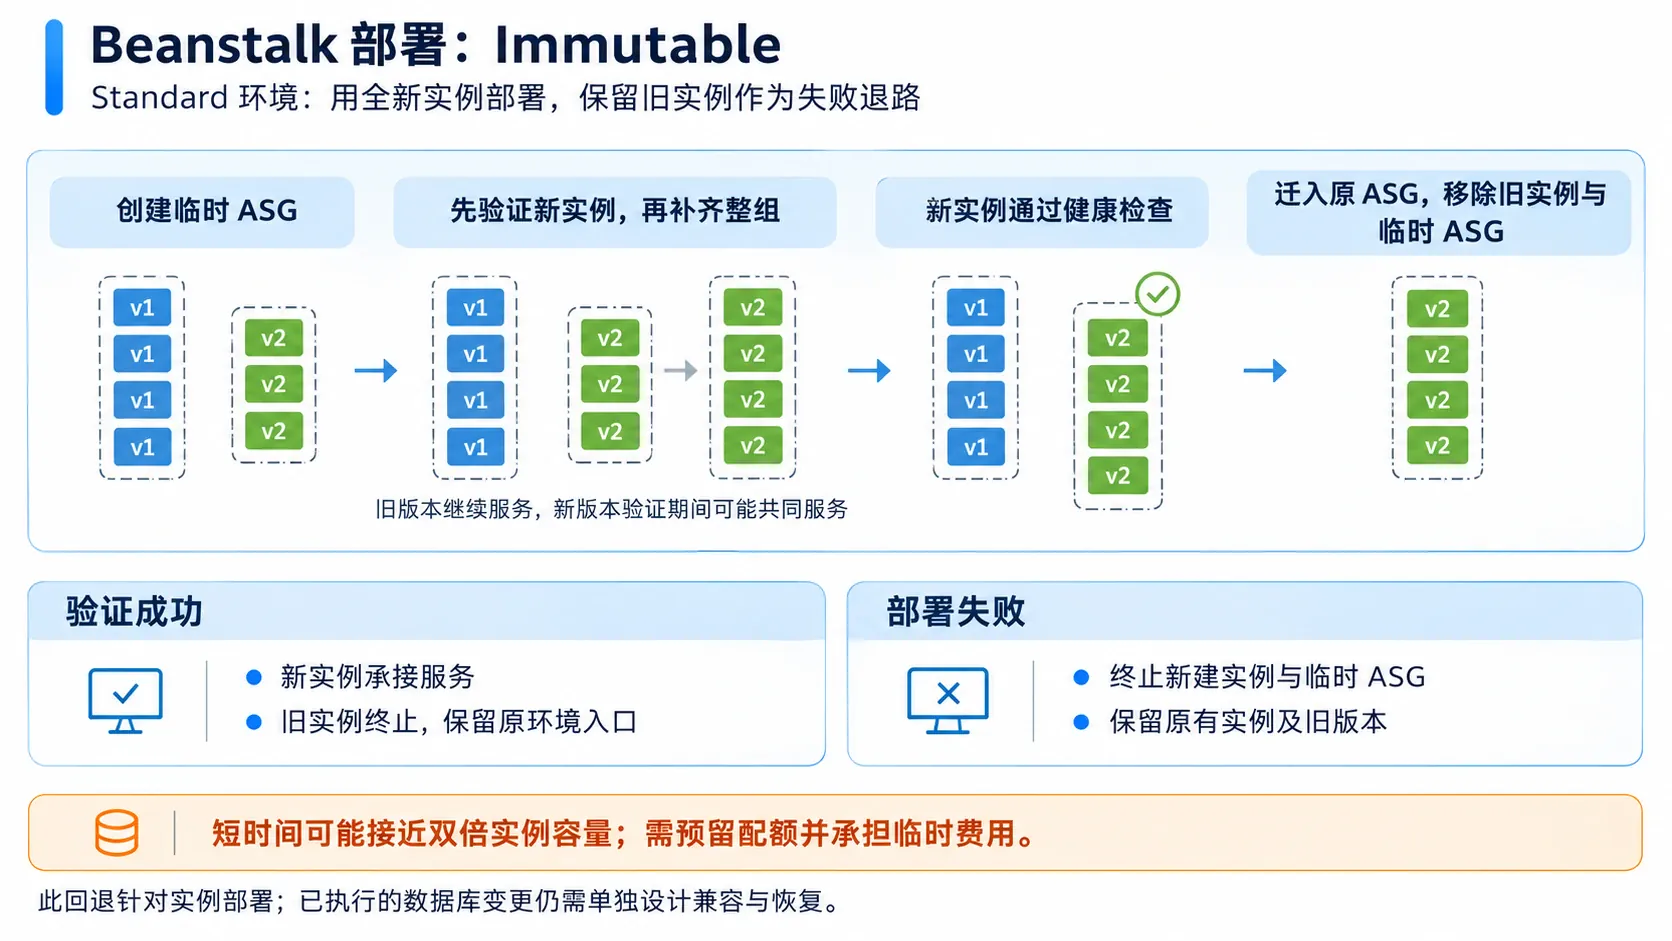 Beanstalk 部署：Immutable
Standard 环境：用全新实例部署，保留旧实例作为失败退路
创建临时 ASG
先验证新实例，再补齐整组
新实例通过健康检查
迁入原 ASG，移除旧实例与
临时 ASG
v1
v1
v1
v1
v2
v2
v2
v1
v1
v1
v1
v2
v2
v2
v2
v2
v2
v2
v1
v1
v1
v1
v2
v2
v2
v2
v2
v2
v2
v2
旧版本继续服务，新版本验证期间可能共同服务
验证成功
新实例承接服务
旧实例终止，保留原环境入口
部署失败
终止新建实例与临时 ASG
保留原有实例及旧版本
短时间可能接近双倍实例容量；需预留配额并承担临时费用。
此回退针对实例部署；已执行的数据库变更仍需单独设计兼容与恢复。